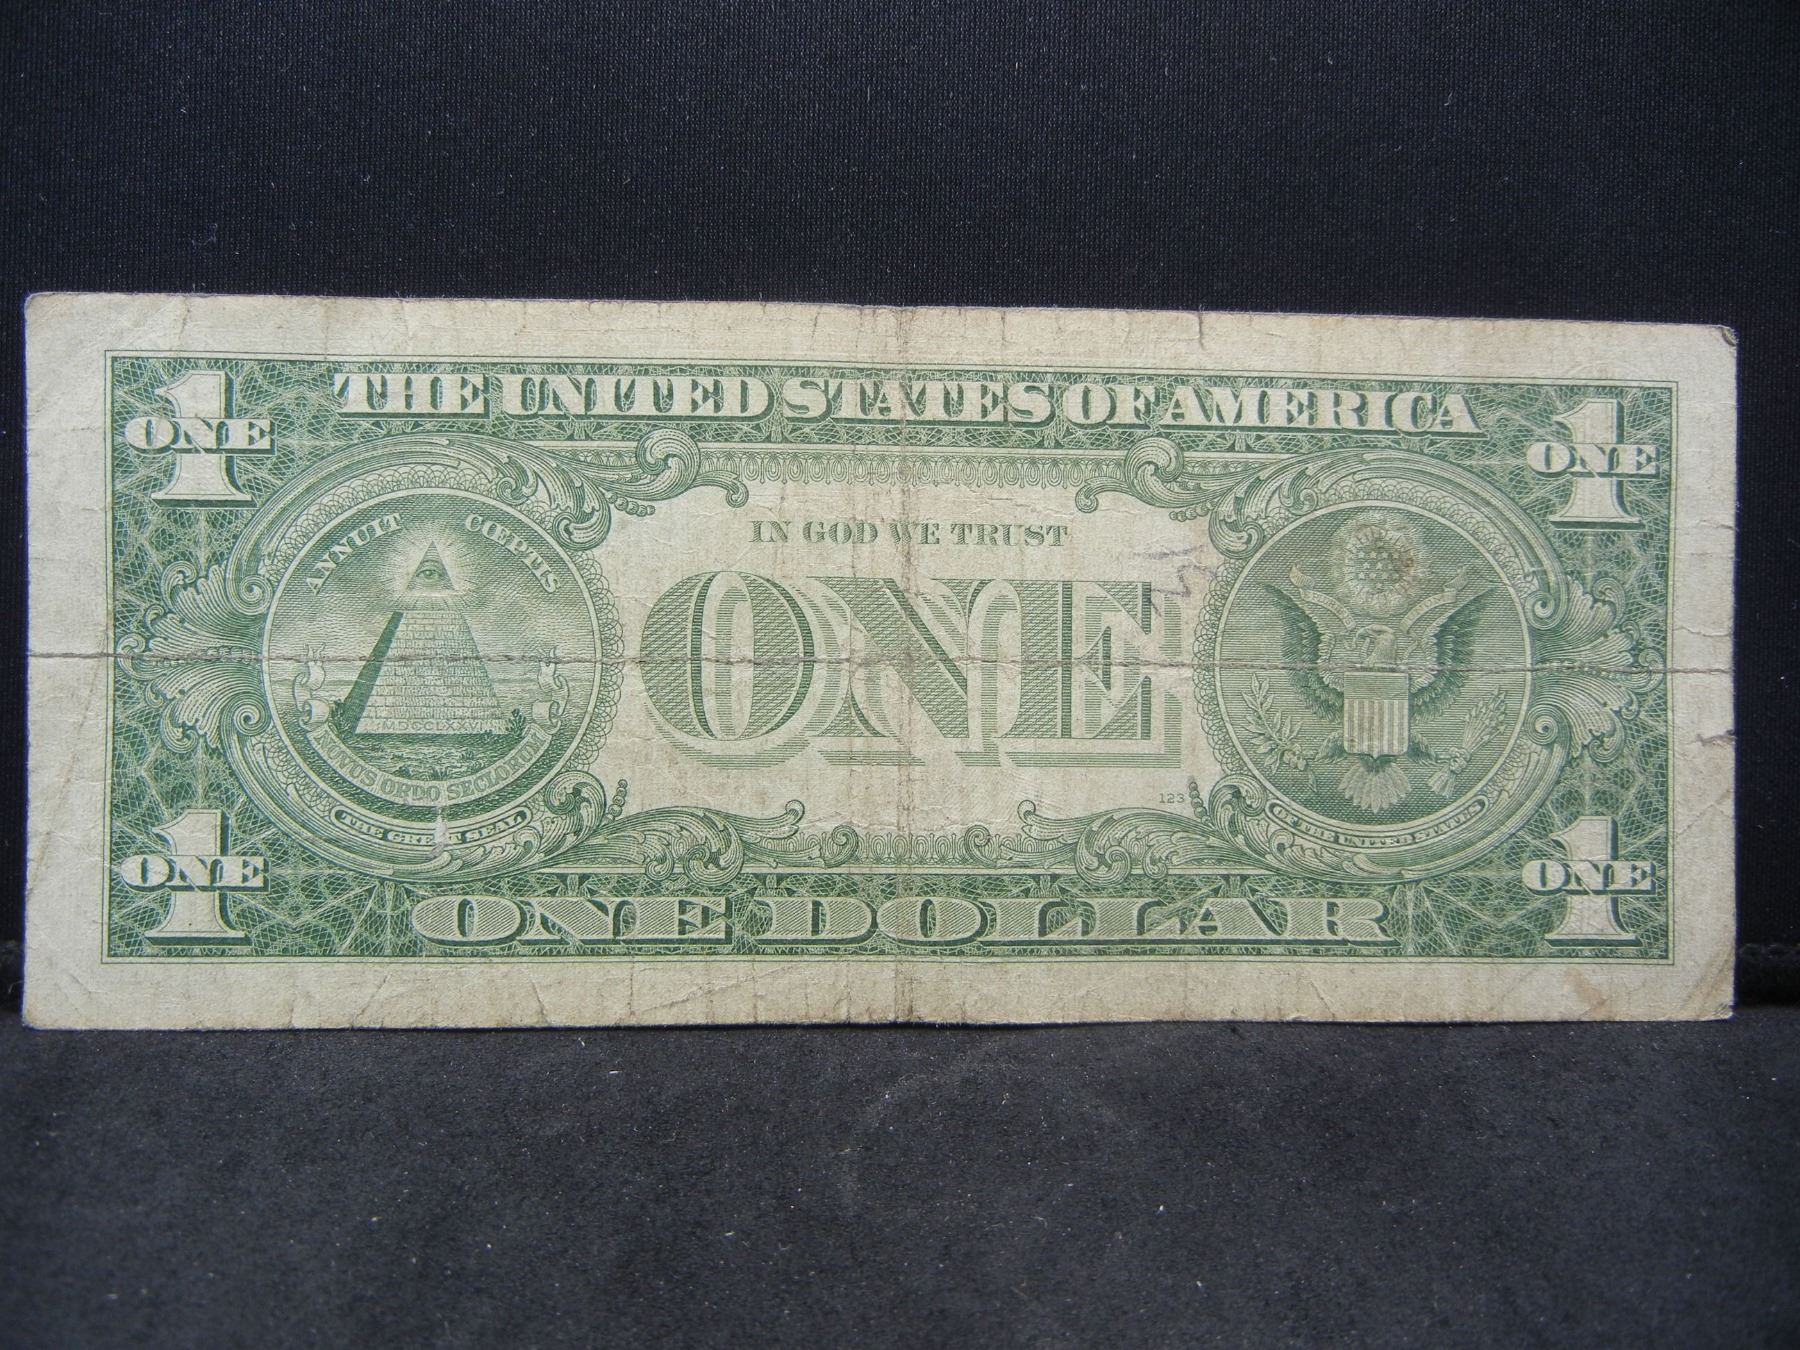 THE UNITED STATES OF AMERICA
1
ONE
1
ONE
ANNUIT CŒPTIS
IN GOD WE TRUST
ONE
MDCCLXXVI
NOVUS ORDO SECLORUM
THE GREAT SEAL
123
OF THE UNITED STATES
1
ONE
ONE DOLLAR
1
ONE